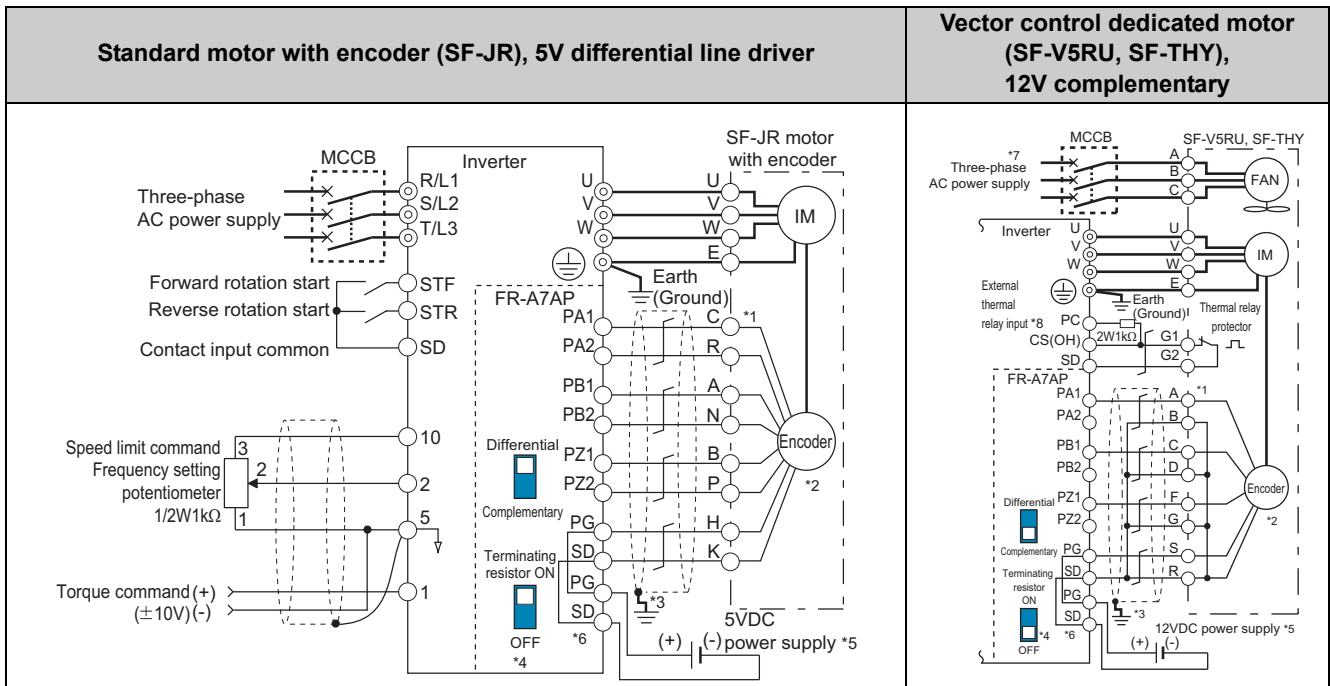 Standard motor with encoder (SF-JR), 5V differential line driver
Vector control dedicated motor
(SF-V5RU, SF-THY),
12V complementary
SF-JR motor
with encoder
MCCB
Inverter
Three-phase
AC power supply
R/L1
S/L2
T/L3
U
V
W
U
V
W
E
IM
Earth
(Ground)
Forward rotation start
Reverse rotation start
Contact input common
STF
STR
SD
FR-A7AP
PA1
PA2
PB1
PB2
PZ1
PZ2
PG
SD
PG
SD
C
R
A
N
B
P
H
K
*1
Encoder
*2
Differential
Complementary
Terminating
resistor ON
OFF
*4
*6
*3
Speed limit command
Frequency setting
potentiometer
1/2W1kΩ
3
2
1
10
2
5
1
Torque command (+)
(±10V) (-)
5VDC
(+) (-) power supply *5
MCCB
SF-V5RU, SF-THY
*7
Three-phase
AC power supply
A
B
C
FAN
Inverter
U
V
W
U
V
W
E
IM
External
thermal
relay input *8
Earth
(Ground)
Thermal relay
protector
PC
CS(OH)
SD
2W1kΩ
G1
G2
FR-A7AP
PA1
PA2
PB1
PB2
PZ1
PZ2
PG
SD
PG
SD
A
B
C
D
F
G
S
R
*1
Encoder
*2
Differential
Complementary
Terminating
resistor
ON
OFF
*4
*6
*3
12VDC power supply *5
(+) (-)